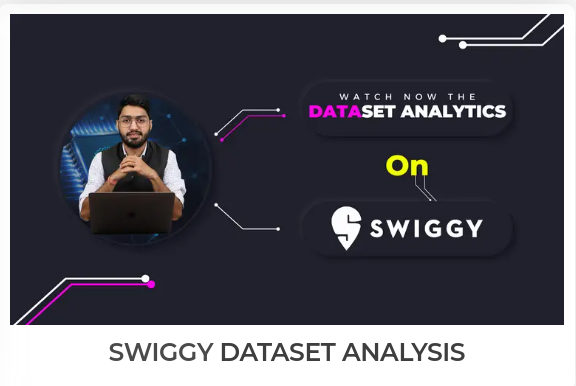 WATCH NOW THE
DATASET ANALYTICS
On
SWIGGY
SWIGGY DATASET ANALYSIS